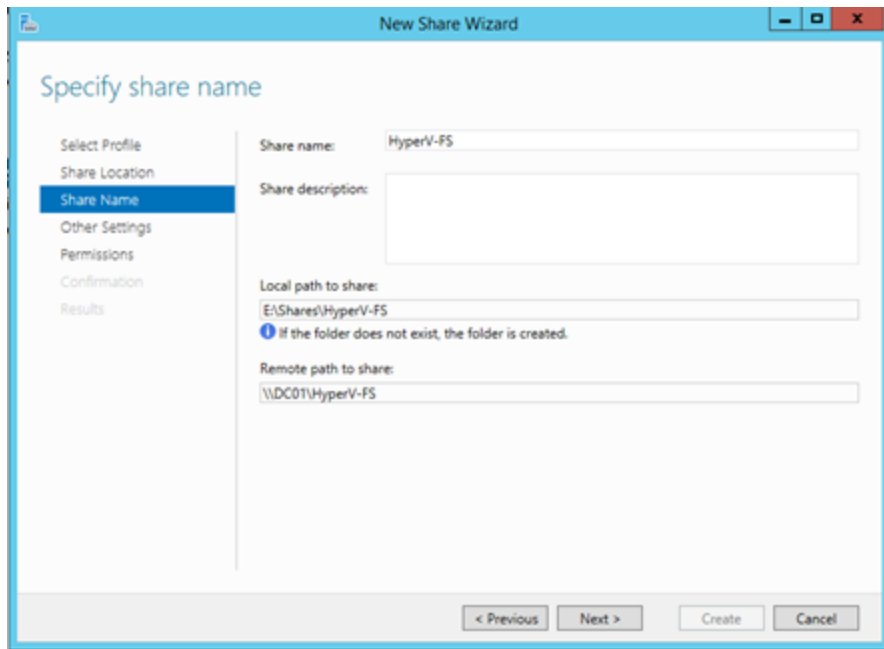 New Share Wizard
Specify share name
Select Profile
Share Location
Share Name
Other Settings
Permissions
Confirmation
Results
Share name:
HyperV-FS
Share description:
Local path to share:
E:\Shares\HyperV-FS
If the folder does not exist, the folder is created.
Remote path to share:
\\DC01\HyperV-FS
< Previous
Next >
Create
Cancel